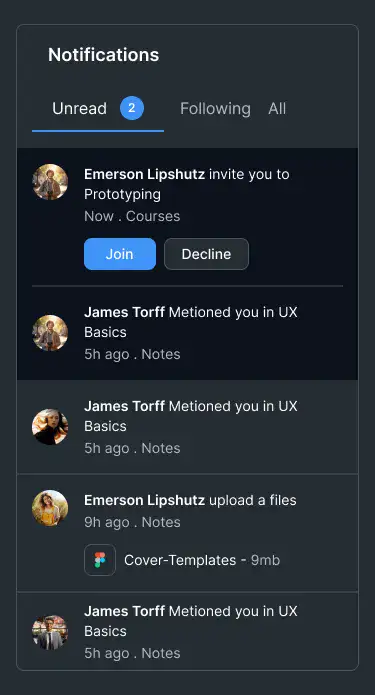 Notifications
Unread 2 Following All
Emerson Lipshutz invite you to
Prototyping
Now . Courses
Join Decline
James Torff Metioned you in UX
Basics
5h ago . Notes
James Torff Metioned you in UX
Basics
5h ago . Notes
Emerson Lipshutz upload a files
9h ago . Notes
Cover-Templates - 9mb
James Torff Metioned you in UX
Basics
5h ago . Notes